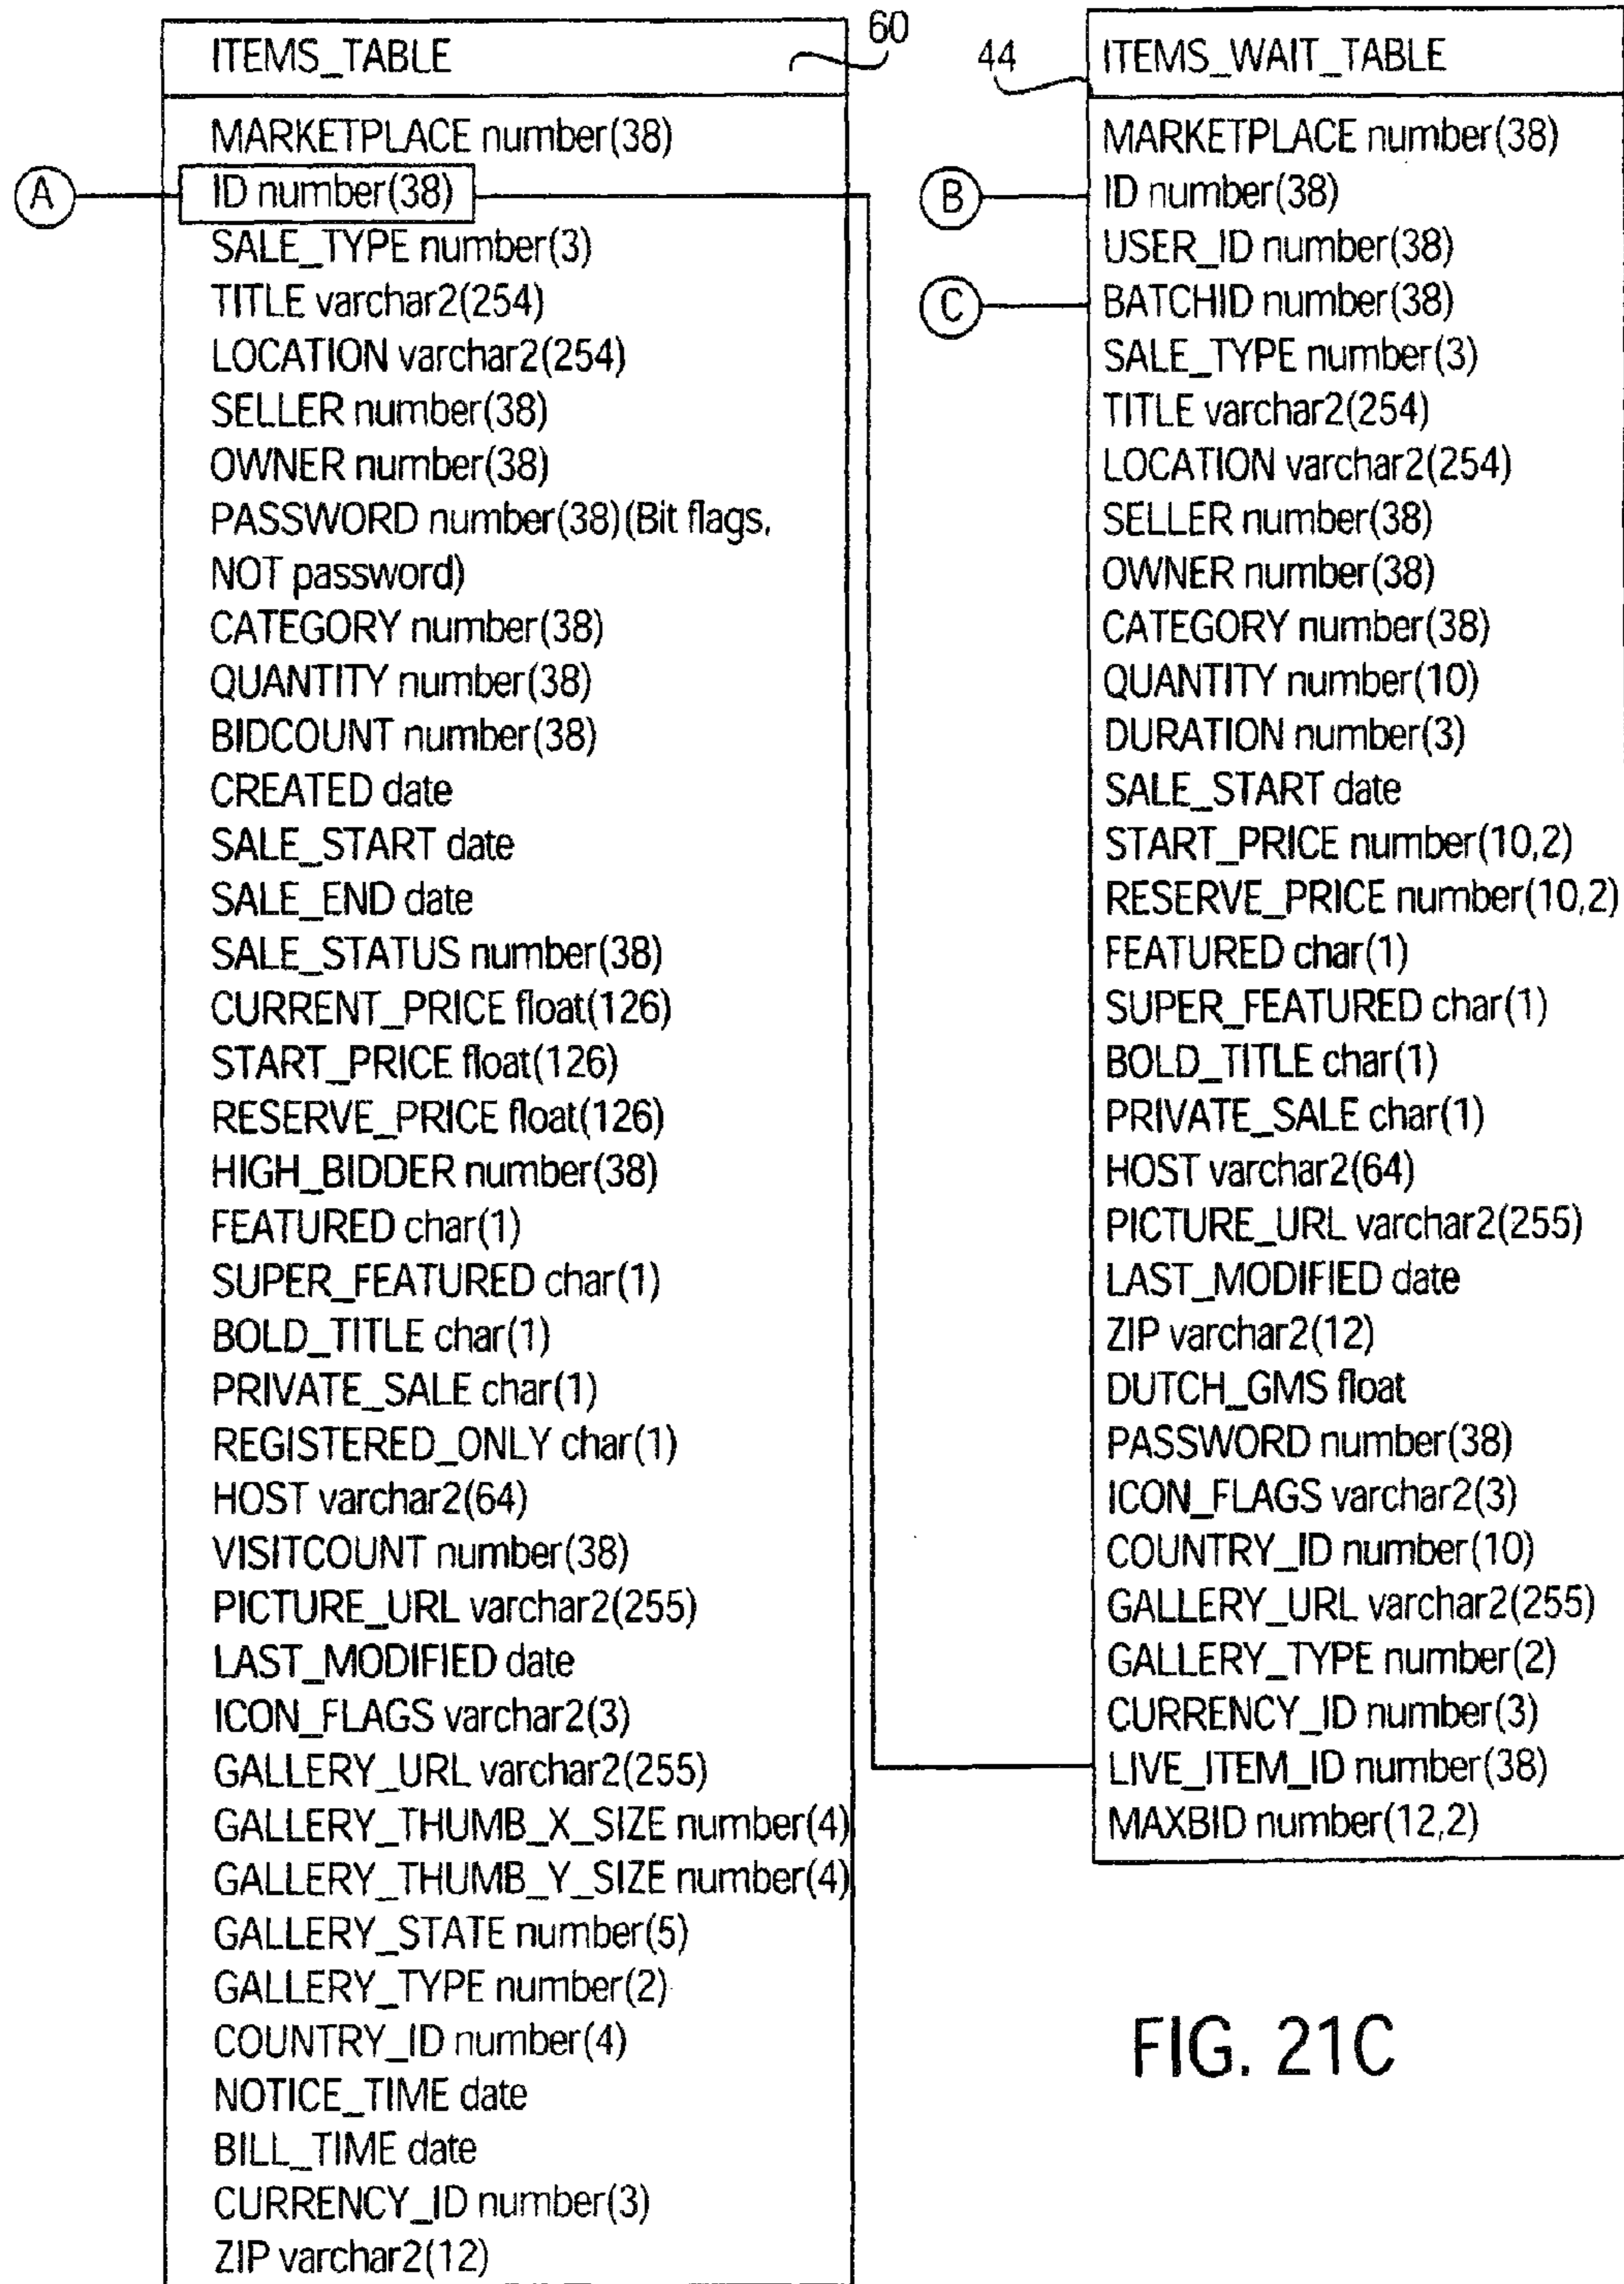 ITEMS_TABLE
60
A
MARKETPLACE number(38)
ID number(38)
SALE_TYPE number(3)
TITLE varchar2(254)
LOCATION varchar2(254)
SELLER number(38)
OWNER number(38)
PASSWORD number(38)(Bit flags,
NOT password)
CATEGORY number(38)
QUANTITY number(38)
BIDCOUNT number(38)
CREATED date
SALE_START date
SALE_END date
SALE_STATUS number(38)
CURRENT_PRICE float(126)
START_PRICE float(126)
RESERVE_PRICE float(126)
HIGH_BIDDER number(38)
FEATURED char(1)
SUPER_FEATURED char(1)
BOLD_TITLE char(1)
PRIVATE_SALE char(1)
REGISTERED_ONLY char(1)
HOST varchar2(64)
VISITCOUNT number(38)
PICTURE_URL varchar2(255)
LAST_MODIFIED date
ICON_FLAGS varchar2(3)
GALLERY_URL varchar2(255)
GALLERY_THUMB_X_SIZE number(4)
GALLERY_THUMB_Y_SIZE number(4)
GALLERY_STATE number(5)
GALLERY_TYPE number(2)
COUNTRY_ID number(4)
NOTICE_TIME date
BILL_TIME date
CURRENCY_ID number(3)
ZIP varchar2(12)
44
ITEMS_WAIT_TABLE
MARKETPLACE number(38)
B
ID number(38)
USER_ID number(38)
C
BATCHID number(38)
SALE_TYPE number(3)
TITLE varchar2(254)
LOCATION varchar2(254)
SELLER number(38)
OWNER number(38)
CATEGORY number(38)
QUANTITY number(10)
DURATION number(3)
SALE_START date
START_PRICE number(10,2)
RESERVE_PRICE number(10,2)
FEATURED char(1)
SUPER_FEATURED char(1)
BOLD_TITLE char(1)
PRIVATE_SALE char(1)
HOST varchar2(64)
PICTURE_URL varchar2(255)
LAST_MODIFIED date
ZIP varchar2(12)
DUTCH_GMS float
PASSWORD number(38)
ICON_FLAGS varchar2(3)
COUNTRY_ID number(10)
GALLERY_URL varchar2(255)
GALLERY_TYPE number(2)
CURRENCY_ID number(3)
LIVE_ITEM_ID number(38)
MAXBID number(12,2)
FIG. 21C